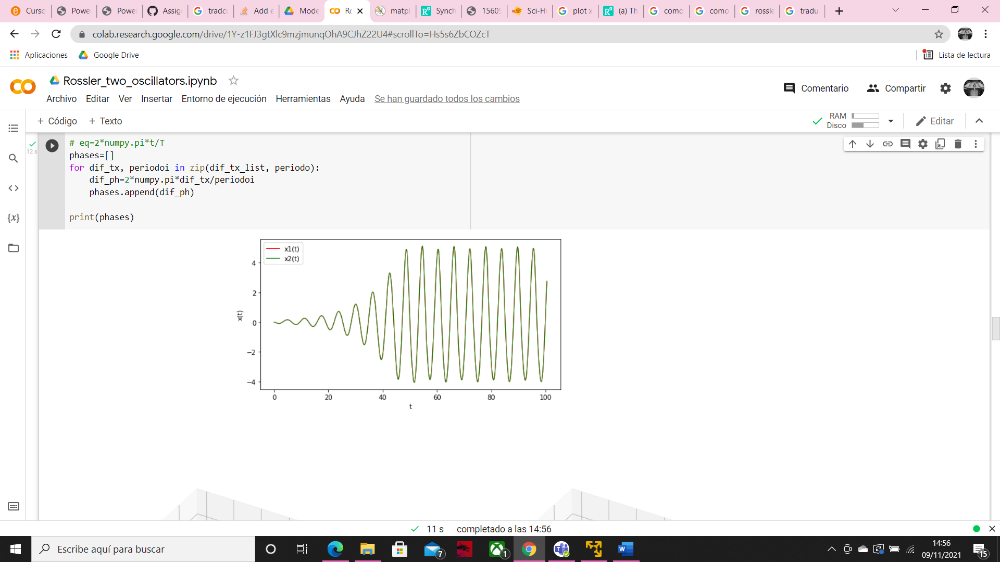 Curso
Power
Power
Assig
tradcu
Add e
Mode
Ro
matpl
Synch
15605
Sci-H
plot x
(a) Th
como
como
rossle
tradu
colab.research.google.com/drive/1Y-z1FJ3gtXlc9mzjmunqOhA9CJhZ22U4#scrollTo=Hs5s6ZbCOZcT
Aplicaciones Google Drive Lista de lectura
Rossler_two_oscillators.ipynb
Archivo Editar Ver Insertar Entorno de ejecución Herramientas Ayuda Se han guardado todos los cambios
Comentario Compartir
+ Código + Texto
RAM
Disco
Editar
12 s
# eq=2*numpy.pi*t/T
phases=[]
for dif_tx, periodoi in zip(dif_tx_list, periodo):
dif_ph=2*numpy.pi*dif_tx/periodoi
phases.append(dif_ph)
print(phases)
x1(t)
x2(t)
4
2
0
−2
−4
x(t)
0 20 40 60 80 100
t
11 s completado a las 14:56
Escribe aquí para buscar
7
1
14:56
09/11/2021
15